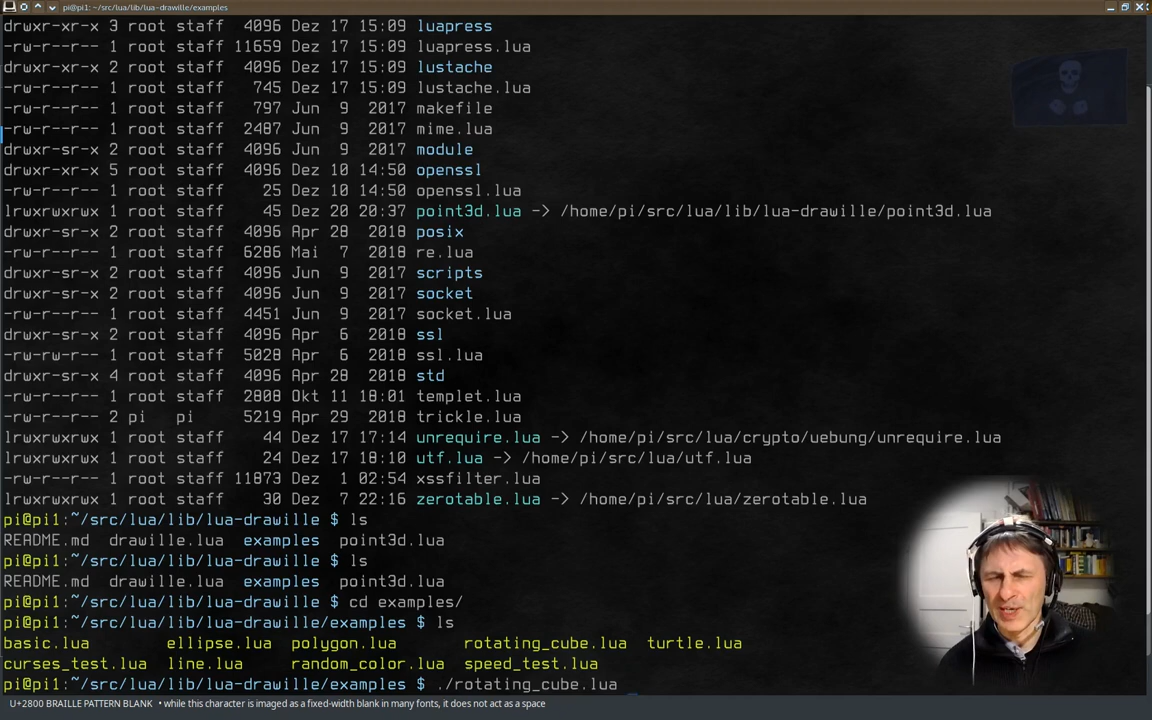 pi@pi1: ~/src/lua/lib/lua-drawille/examples
drwxr-xr-x 3 root staff  4096 Dez 17 15:09 luapress
-rw-r--r-- 1 root staff 11659 Dez 17 15:09 luapress.lua
drwxr-xr-x 2 root staff  4096 Dez 17 15:09 lustache
-rw-r--r-- 1 root staff   745 Dez 17 15:09 lustache.lua
-rw-r--r-- 1 root staff   797 Jun  9  2017 makefile
-rw-r--r-- 1 root staff  2487 Jun  9  2017 mime.lua
drwxr-sr-x 2 root staff  4096 Jun  9  2017 module
drwxr-xr-x 5 root staff  4096 Dez 10 14:50 openssl
-rw-r--r-- 1 root staff    25 Dez 10 14:50 openssl.lua
lrwxrwxrwx 1 root staff    45 Dez 20 20:37 point3d.lua -> /home/pi/src/lua/lib/lua-drawille/point3d.lua
drwxr-sr-x 2 root staff  4096 Apr 28  2018 posix
-rw-r--r-- 1 root staff  6286 Mai  7  2018 re.lua
drwxr-sr-x 2 root staff  4096 Jun  9  2017 scripts
drwxr-sr-x 2 root staff  4096 Jun  9  2017 socket
-rw-r--r-- 1 root staff  4451 Jun  9  2017 socket.lua
drwxr-sr-x 2 root staff  4096 Apr  6  2018 ssl
-rw-rw-r-- 1 root staff  5028 Apr  6  2018 ssl.lua
drwxr-sr-x 4 root staff  4096 Apr 28  2018 std
-rw-r--r-- 1 root staff  2808 Okt 11 18:01 templet.lua
-rw-r--r-- 2 pi   pi     5219 Apr 29  2018 trickle.lua
lrwxrwxrwx 1 root staff    44 Dez 17 17:14 unrequire.lua -> /home/pi/src/lua/crypto/uebung/unrequire.lua
lrwxrwxrwx 1 root staff    24 Dez 17 18:10 utf.lua -> /home/pi/src/lua/utf.lua
-rw-r--r-- 1 root staff 11873 Dez  1 02:54 xssfilter.lua
lrwxrwxrwx 1 root staff    30 Dez  7 22:16 zerotable.lua -> /home/pi/src/lua/zerotable.lua
pi@pi1:~/src/lua/lib/lua-drawille $ ls
README.md  drawille.lua  examples  point3d.lua
pi@pi1:~/src/lua/lib/lua-drawille $ ls
README.md  drawille.lua  examples  point3d.lua
pi@pi1:~/src/lua/lib/lua-drawille $ cd examples/
pi@pi1:~/src/lua/lib/lua-drawille/examples $ ls
basic.lua        ellipse.lua  polygon.lua       rotating_cube.lua  turtle.lua
curses_test.lua  line.lua     random_color.lua  speed_test.lua
pi@pi1:~/src/lua/lib/lua-drawille/examples $ ./rotating_cube.lua
U+2800 BRAILLE PATTERN BLANK • while this character is imaged as a fixed-width blank in many fonts, it does not act as a space